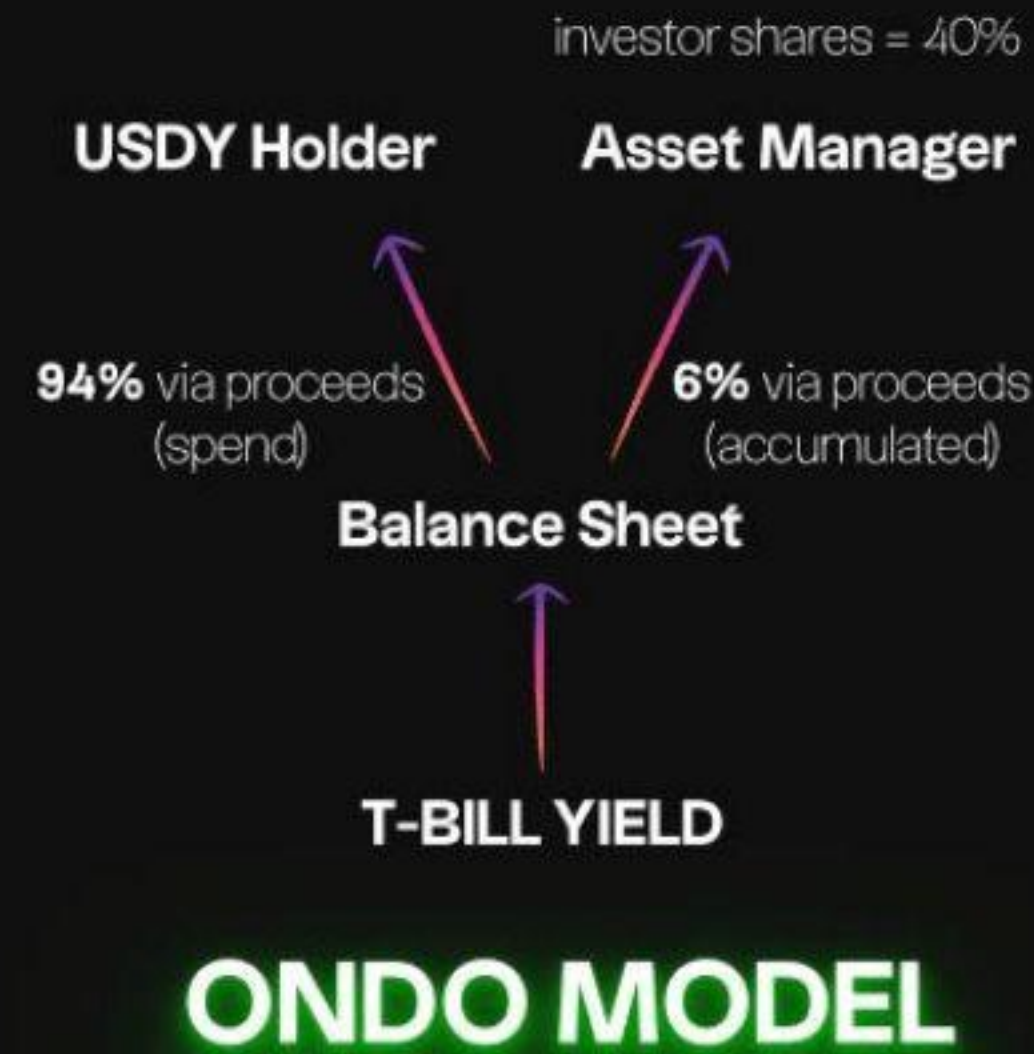 investor shares = 40%
USDY Holder
Asset Manager
94% via proceeds
(spend)
6% via proceeds
(accumulated)
Balance Sheet
T-BILL YIELD
ONDO MODEL